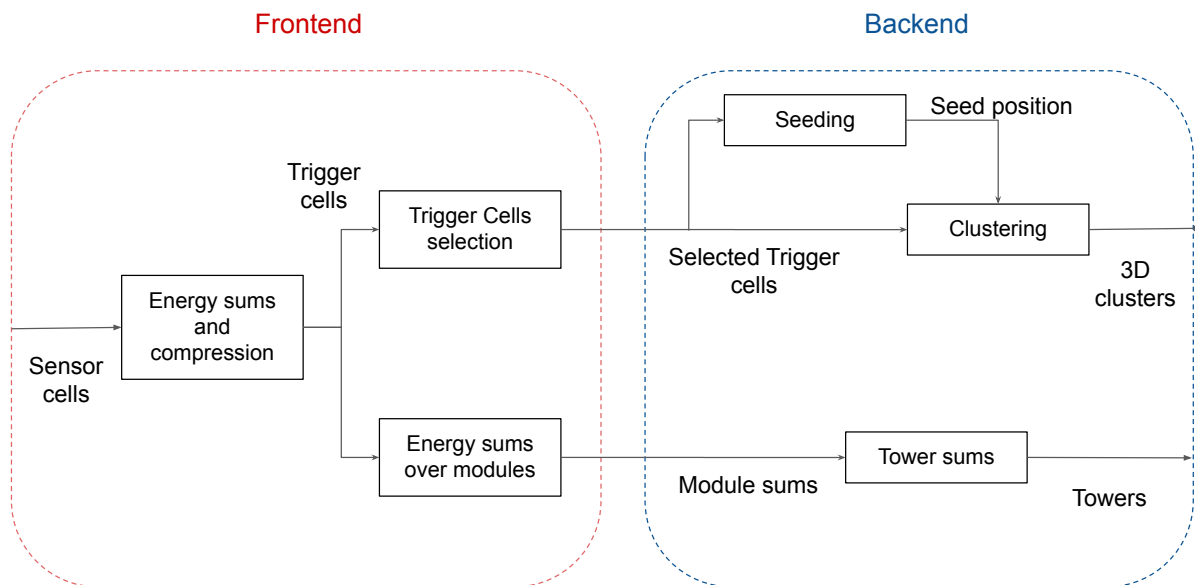 Frontend
Backend
Seeding
Seed position
Trigger
cells
Trigger Cells
selection
Selected Trigger
cells
Clustering
3D
clusters
Energy sums
and
compression
Sensor
cells
Energy sums
over modules
Module sums
Tower sums
Towers